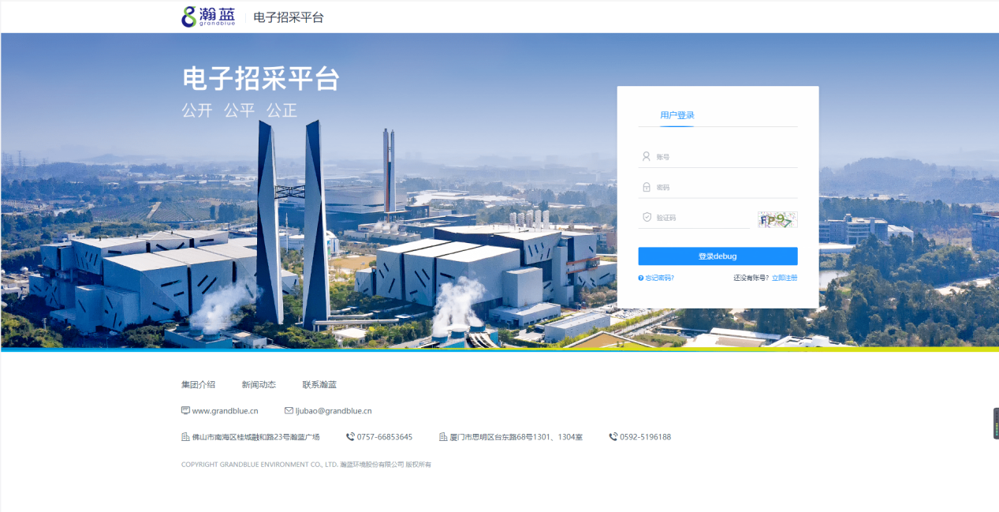 瀚蓝
grandblue
电子招采平台
电子招采平台
公开 公平 公正
用户登录
账号
密码
验证码
FP97
登录debug
忘记密码?
还没有账号? 立即注册
集团介绍 新闻动态 联系瀚蓝
www.grandblue.cn ljubao@grandblue.cn
佛山市南海区桂城融和路23号瀚蓝广场 0757-66853645 厦门市思明区台东路68号1301、1304室 0592-5196188
COPYRIGHT GRANDBLUE ENVIRONMENT CO., LTD. 瀚蓝环境股份有限公司 版权所有